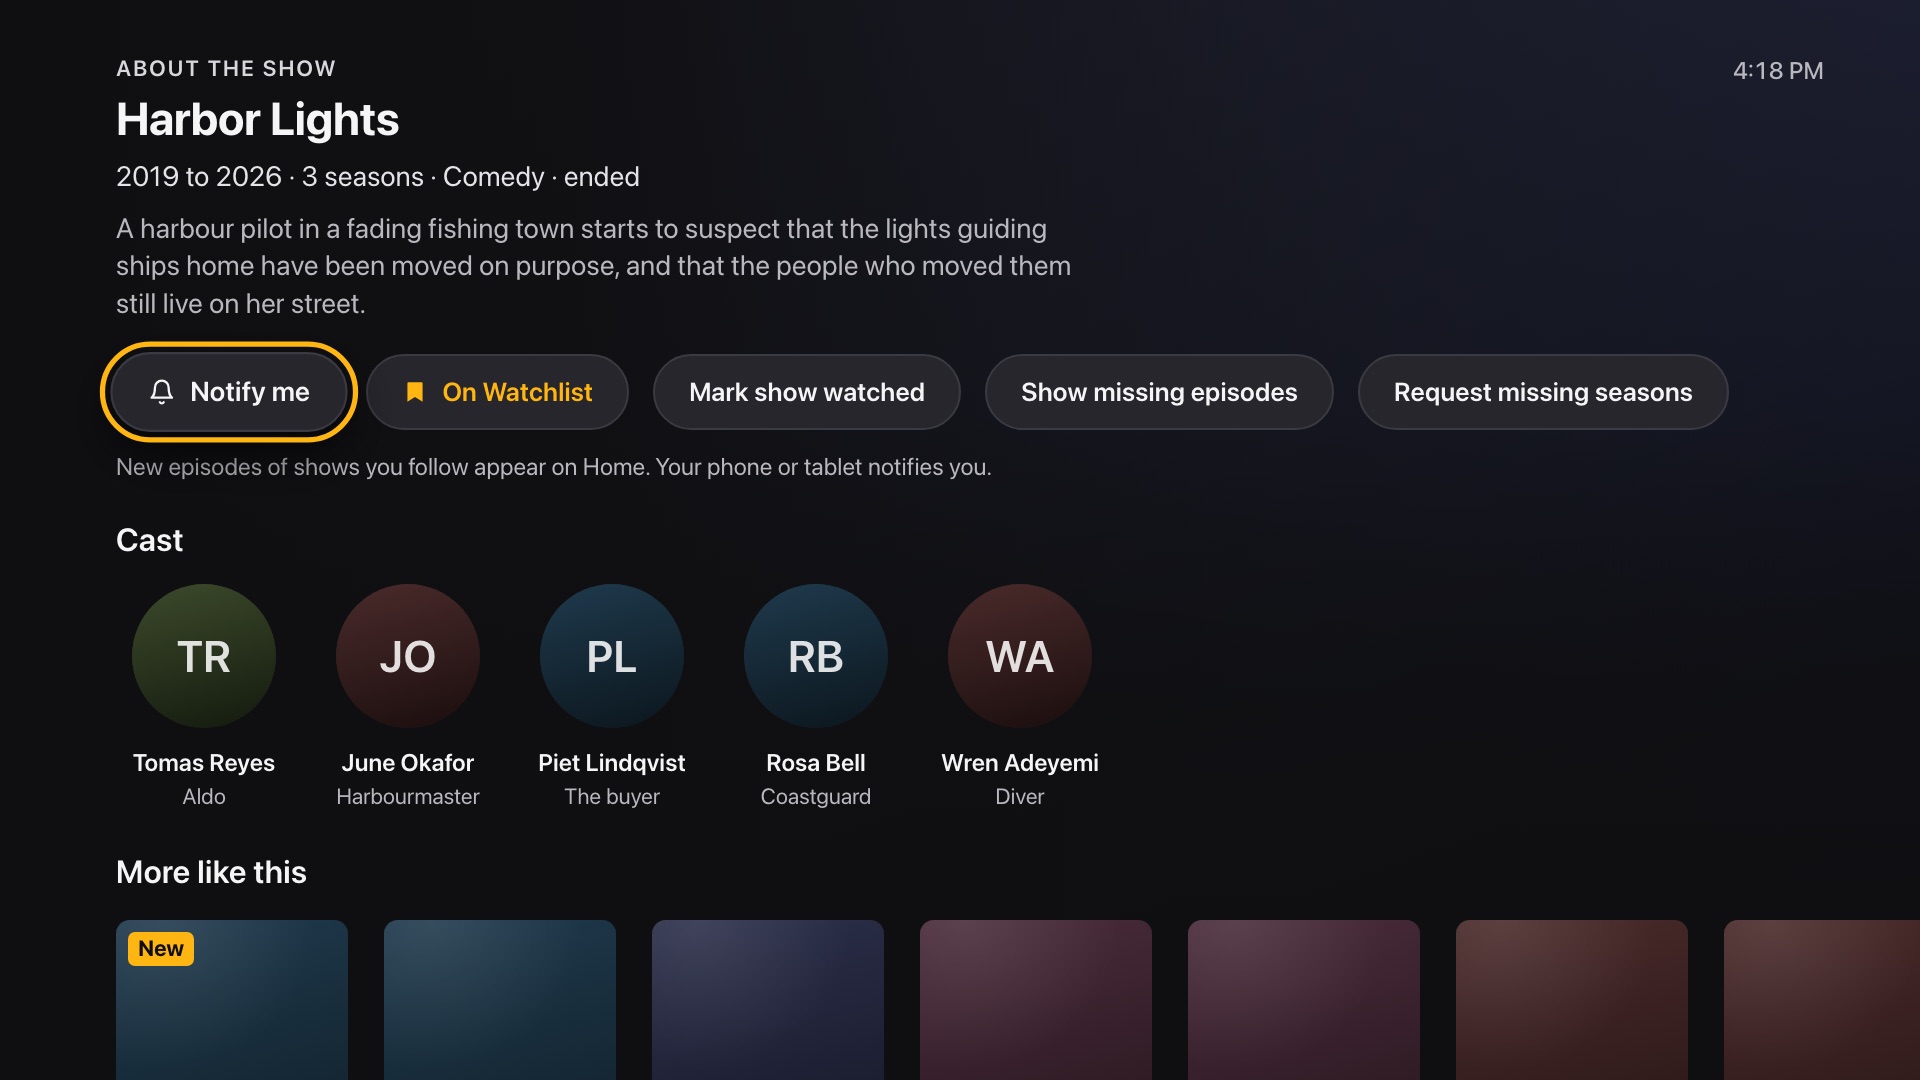 ABOUT THE SHOW
4:18 PM
Harbor Lights
2019 to 2026 · 3 seasons · Comedy · ended
A harbour pilot in a fading fishing town starts to suspect that the lights guiding
ships home have been moved on purpose, and that the people who moved them
still live on her street.
Notify me
On Watchlist
Mark show watched
Show missing episodes
Request missing seasons
New episodes of shows you follow appear on Home. Your phone or tablet notifies you.
Cast
TR
JO
PL
RB
WA
Tomas Reyes
June Okafor
Piet Lindqvist
Rosa Bell
Wren Adeyemi
Aldo
Harbourmaster
The buyer
Coastguard
Diver
More like this
New